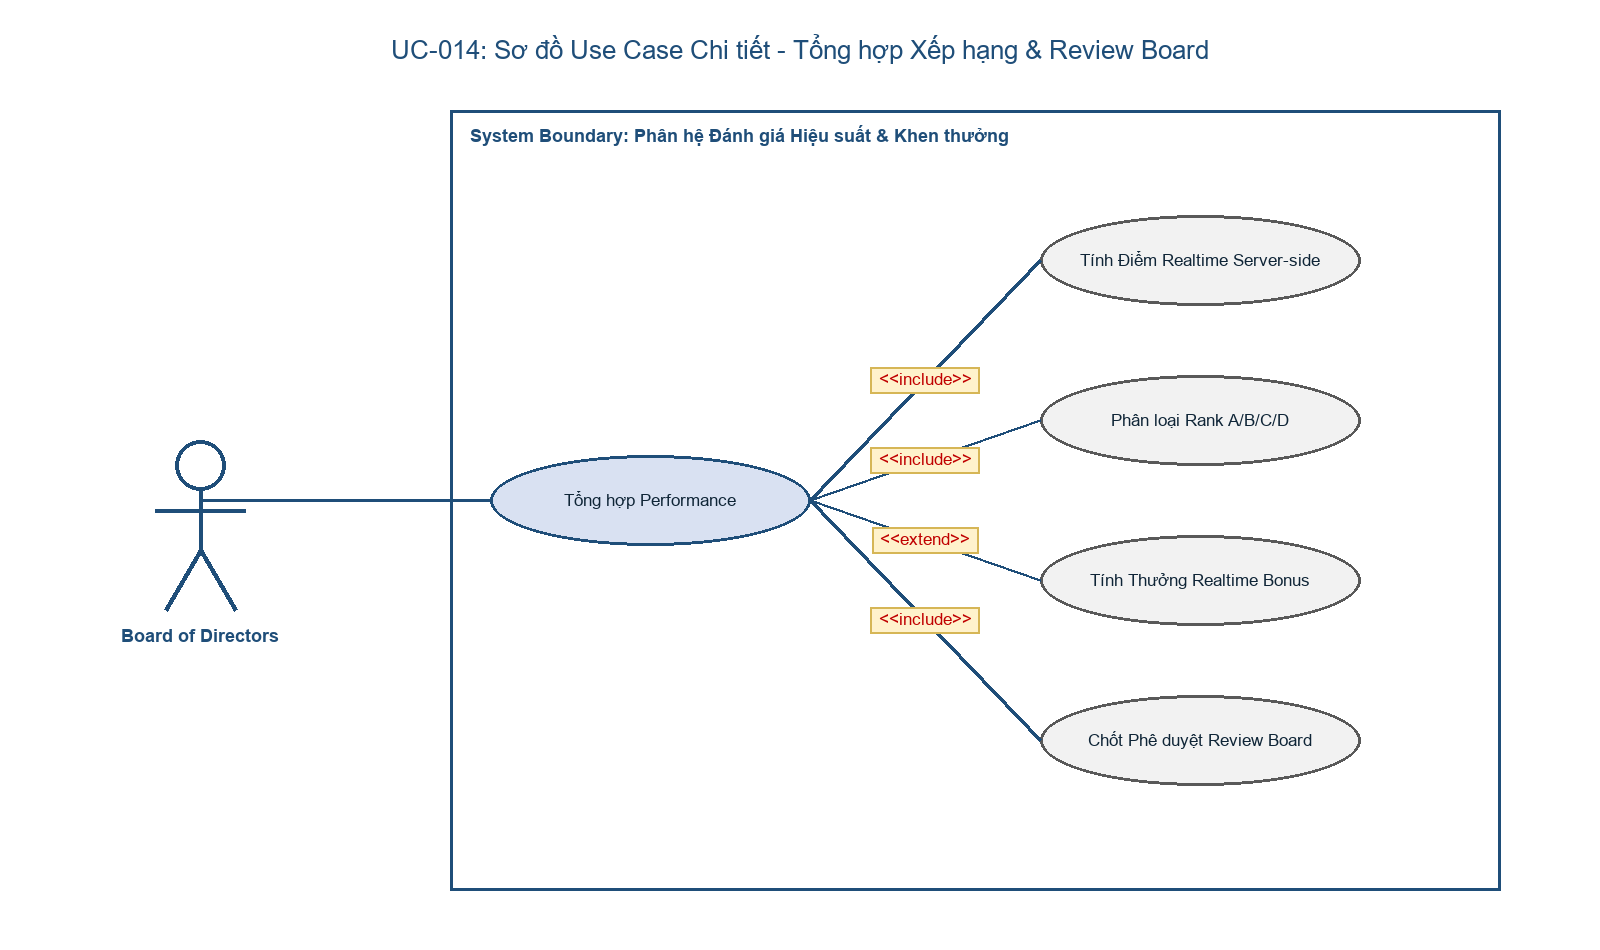 UC-014: Sơ đồ Use Case Chi tiết - Tổng hợp Xếp hạng & Review Board
System Boundary: Phân hệ Đánh giá Hiệu suất & Khen thưởng
Tính Điểm Realtime Server-side
<<include>>
Phân loại Rank A/B/C/D
<<include>>
Tổng hợp Performance
<<extend>>
Tính Thưởng Realtime Bonus
<<include>>
Board of Directors
Chốt Phê duyệt Review Board